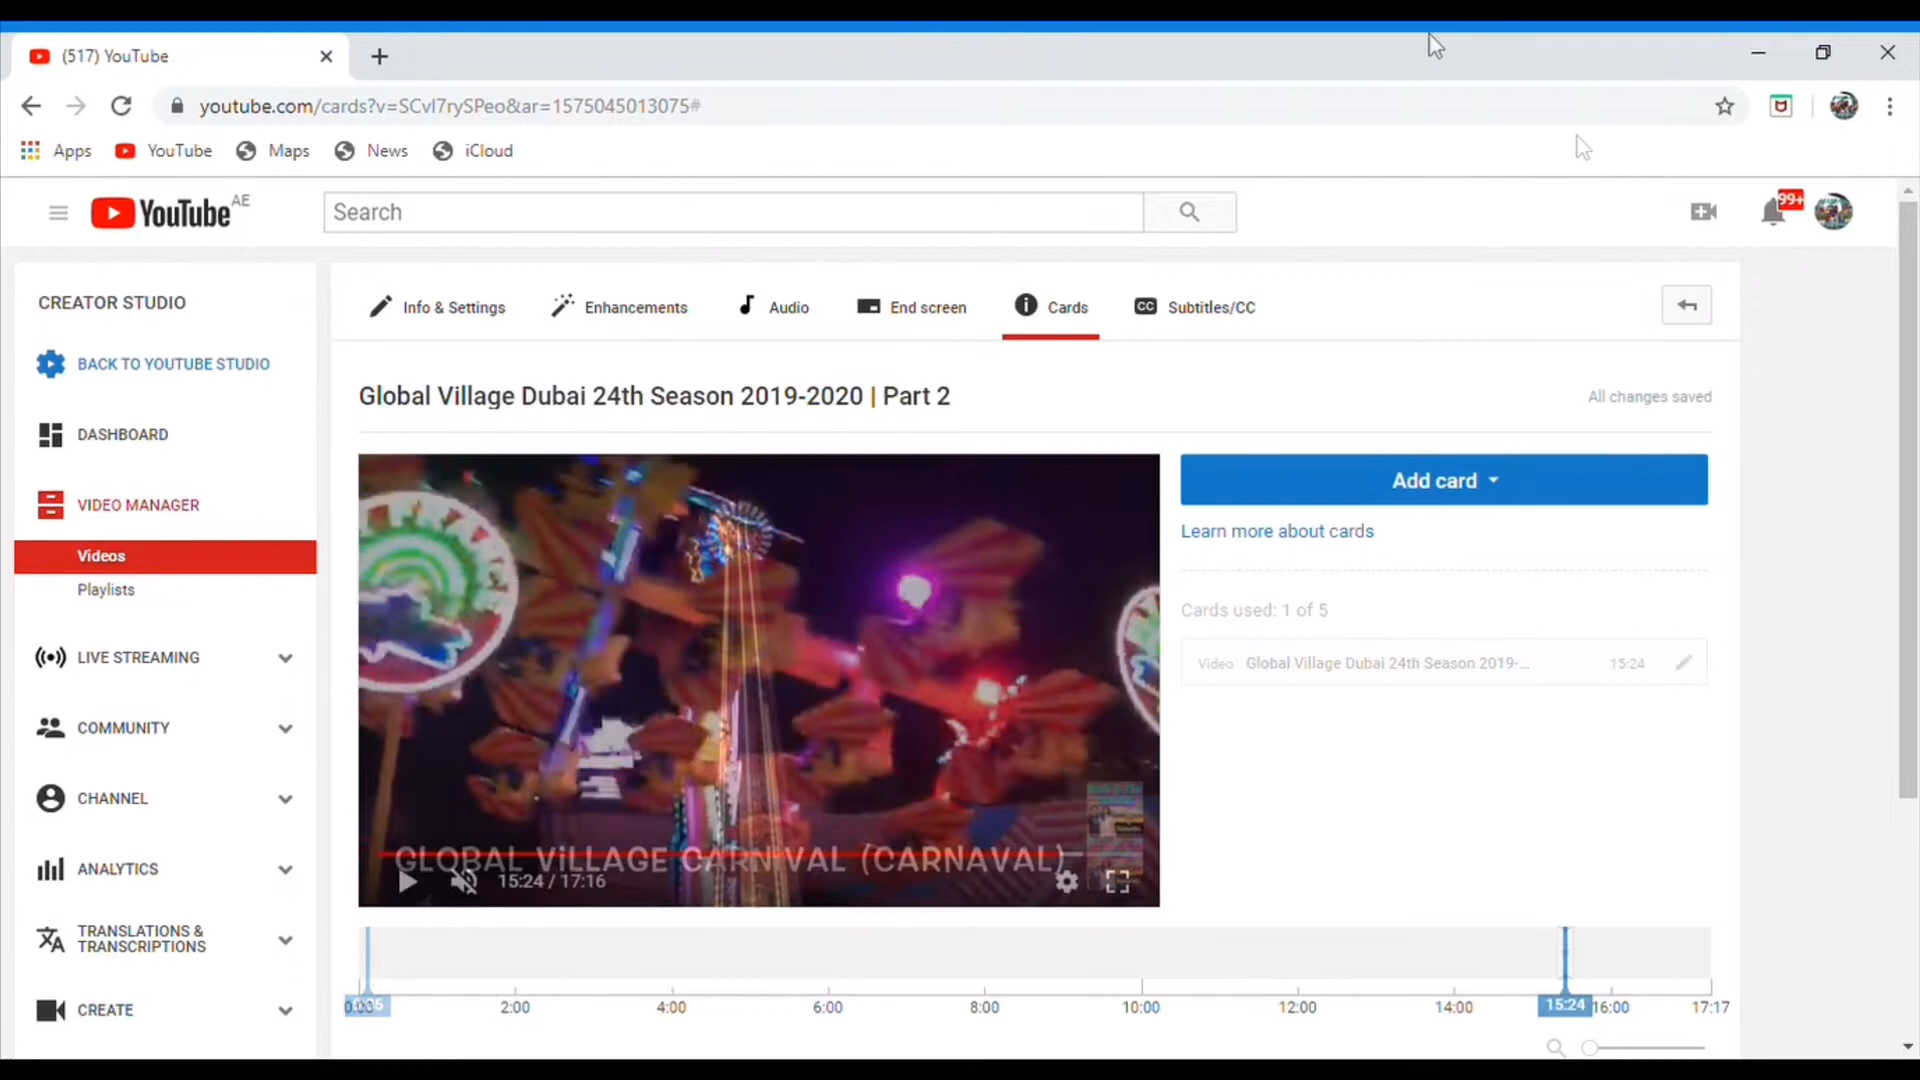 (517) YouTube
youtube.com/cards?v=SCvI7rySPeo&ar=1575045013075#
Apps YouTube Maps News iCloud
YouTube AE
Search
99+
CREATOR STUDIO
BACK TO YOUTUBE STUDIO
DASHBOARD
VIDEO MANAGER
Videos
Playlists
LIVE STREAMING
COMMUNITY
CHANNEL
ANALYTICS
TRANSLATIONS &
TRANSCRIPTIONS
CREATE
Info & Settings Enhancements Audio End screen Cards CC Subtitles/CC
Global Village Dubai 24th Season 2019-2020 | Part 2
All changes saved
GLOBAL ViLLAGE CARNiVAL (CARNAVAL)
15:24 / 17:16
Add card
Learn more about cards
Cards used: 1 of 5
Video Global Village Dubai 24th Season 2019-... 15:24
2:00 4:00 6:00 8:00 10:00 12:00 14:00 15:24 16:00 17:17